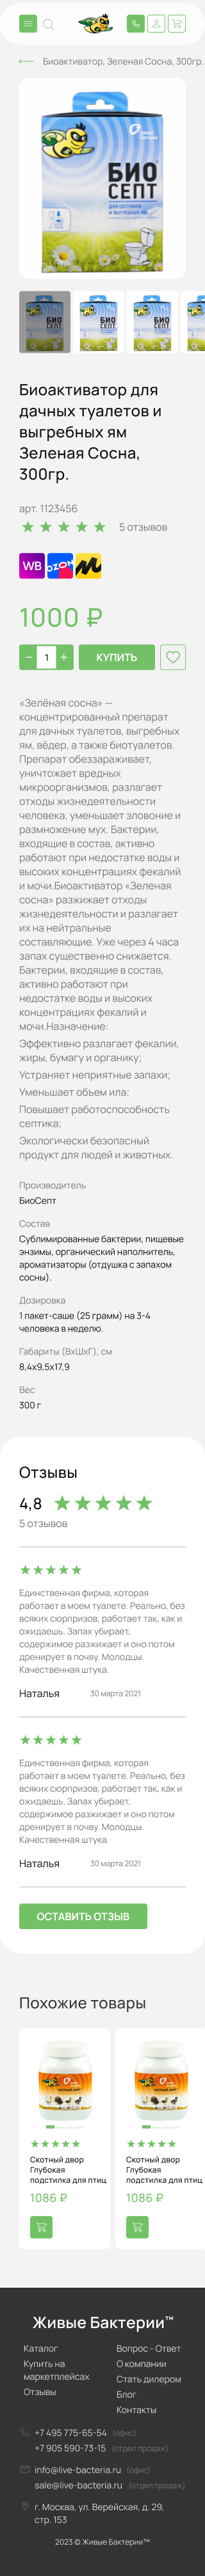 Биоактиватор, Зеленая Сосна, 300гр.
БИО
СЕПТ
Биоактиватор для
дачных туалетов и
выгребных ям
Зеленая Сосна,
300гр.
арт. 1123456
5 отзывов
WB
ozon
1000 ₽
− 1 +
КУПИТЬ
«Зелёная сосна» —
концентрированный препарат
для дачных туалетов, выгребных
ям, вёдер, а также биотуалетов.
Препарат обеззараживает,
уничтожает вредных
микроорганизмов, разлагает
отходы жизнедеятельности
человека, уменьшает зловоние и
размножение мух. Бактерии,
входящие в состав, активно
работают при недостатке воды и
высоких концентрациях фекалий
и мочи.Биоактиватор «Зеленая
сосна» разжижает отходы
жизнедеятельности и разлагает
их на нейтральные
составляющие. Уже через 4 часа
запах существенно снижается.
Бактерии, входящие в состав,
активно работают при
недостатке воды и высоких
концентрациях фекалий и
мочи.Назначение:
Эффективно разлагает фекалии,
жиры, бумагу и органику;
Устраняет неприятные запахи;
Уменьшает объем ила;
Повышает работоспособность
септика;
Экологически безопасный
продукт для людей и животных.
Производитель
БиоСепт
Состав
Сублимированные бактерии, пищевые
энзимы, органический наполнитель,
ароматизаторы (отдушка с запахом
сосны).
Дозировка
1 пакет-саше (25 грамм) на 3-4
человека в неделю.
Габариты (ВхШхГ), см
8,4х9,5х17,9
Вес
300 г
Отзывы
4,8
5 отзывов
Единственная фирма, которая
работает в моем туалете. Реально, без
всяких сюрпризов, работает так, как и
ожидаешь. Запах убирает,
содержимое разжижает и оно потом
дренирует в почву. Молодцы.
Качественная штука.
Наталья 30 марта 2021
Единственная фирма, которая
работает в моем туалете. Реально, без
всяких сюрпризов, работает так, как и
ожидаешь. Запах убирает,
содержимое разжижает и оно потом
дренирует в почву. Молодцы.
Качественная штука.
Наталья 30 марта 2021
ОСТАВИТЬ ОТЗЫВ
Похожие товары
Скотный двор
Глубокая
подстилка для птиц
1086 ₽
Скотный двор
Глубокая
подстилка для птиц
1086 ₽
Живые Бактерии™
Каталог
Купить на
маркетплейсах
Отзывы
Вопрос - Ответ
О компании
Стать дилером
Блог
Контакты
+7 495 775-65-54 (офис)
+7 905 590-73-15 (отдел продаж)
info@live-bacteria.ru (офис)
sale@live-bacteria.ru (отдел продаж)
г. Москва, ул. Верейская, д. 29,
стр. 153
2023 © Живые Бактерии™